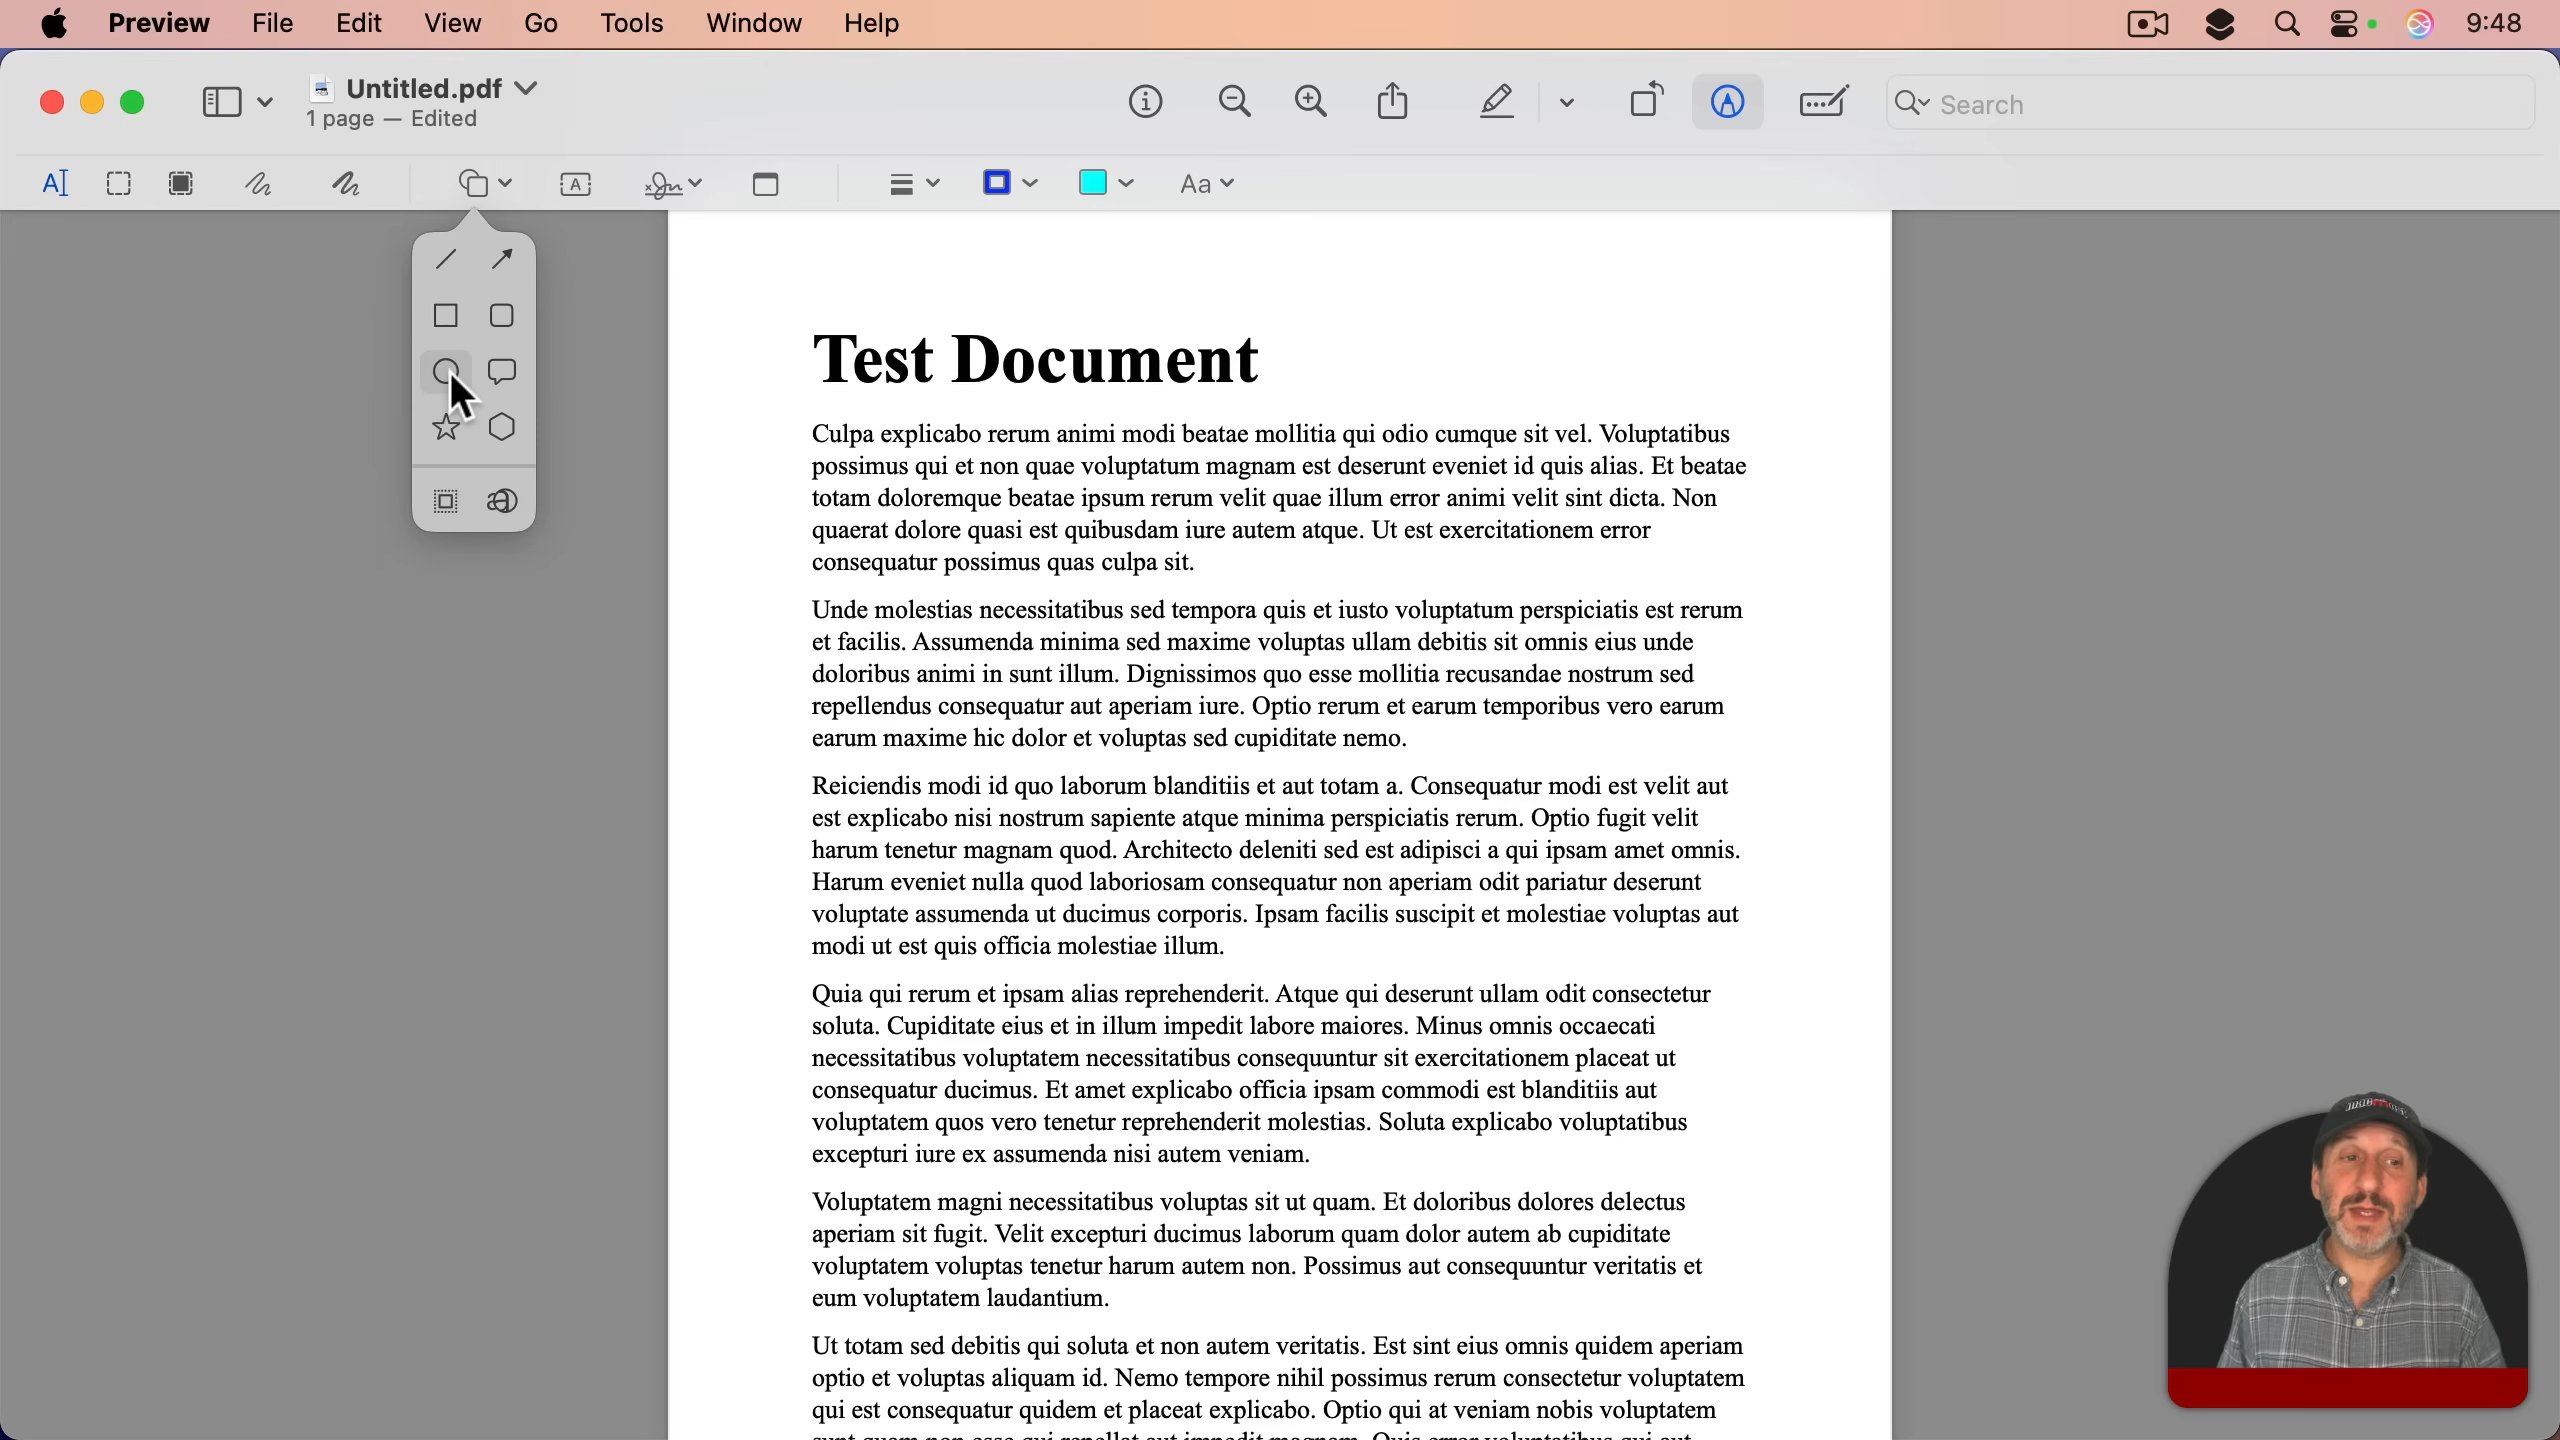 Preview File Edit View Go Tools Window Help 9:48
Untitled.pdf
1 page — Edited
Search
A
Aa
Test Document
Culpa explicabo rerum animi modi beatae mollitia qui odio cumque sit vel. Voluptatibus
possimus qui et non quae voluptatum magnam est deserunt eveniet id quis alias. Et beatae
totam doloremque beatae ipsum rerum velit quae illum error animi velit sint dicta. Non
quaerat dolore quasi est quibusdam iure autem atque. Ut est exercitationem error
consequatur possimus quas culpa sit.
Unde molestias necessitatibus sed tempora quis et iusto voluptatum perspiciatis est rerum
et facilis. Assumenda minima sed maxime voluptas ullam debitis sit omnis eius unde
doloribus animi in sunt illum. Dignissimos quo esse mollitia recusandae nostrum sed
repellendus consequatur aut aperiam iure. Optio rerum et earum temporibus vero earum
earum maxime hic dolor et voluptas sed cupiditate nemo.
Reiciendis modi id quo laborum blanditiis et aut totam a. Consequatur modi est velit aut
est explicabo nisi nostrum sapiente atque minima perspiciatis rerum. Optio fugit velit
harum tenetur magnam quod. Architecto deleniti sed est adipisci a qui ipsam amet omnis.
Harum eveniet nulla quod laboriosam consequatur non aperiam odit pariatur deserunt
voluptate assumenda ut ducimus corporis. Ipsam facilis suscipit et molestiae voluptas aut
modi ut est quis officia molestiae illum.
Quia qui rerum et ipsam alias reprehenderit. Atque qui deserunt ullam odit consectetur
soluta. Cupiditate eius et in illum impedit labore maiores. Minus omnis occaecati
necessitatibus voluptatem necessitatibus consequuntur sit exercitationem placeat ut
consequatur ducimus. Et amet explicabo officia ipsam commodi est blanditiis aut
voluptatem quos vero tenetur reprehenderit molestias. Soluta explicabo voluptatibus
excepturi iure ex assumenda nisi autem veniam.
Voluptatem magni necessitatibus voluptas sit ut quam. Et doloribus dolores delectus
aperiam sit fugit. Velit excepturi ducimus laborum quam dolor autem ab cupiditate
voluptatem voluptas tenetur harum autem non. Possimus aut consequuntur veritatis et
eum voluptatem laudantium.
Ut totam sed debitis qui soluta et non autem veritatis. Est sint eius omnis quidem aperiam
optio et voluptas aliquam id. Nemo tempore nihil possimus rerum consectetur voluptatem
qui est consequatur quidem et placeat explicabo. Optio qui at veniam nobis voluptatem